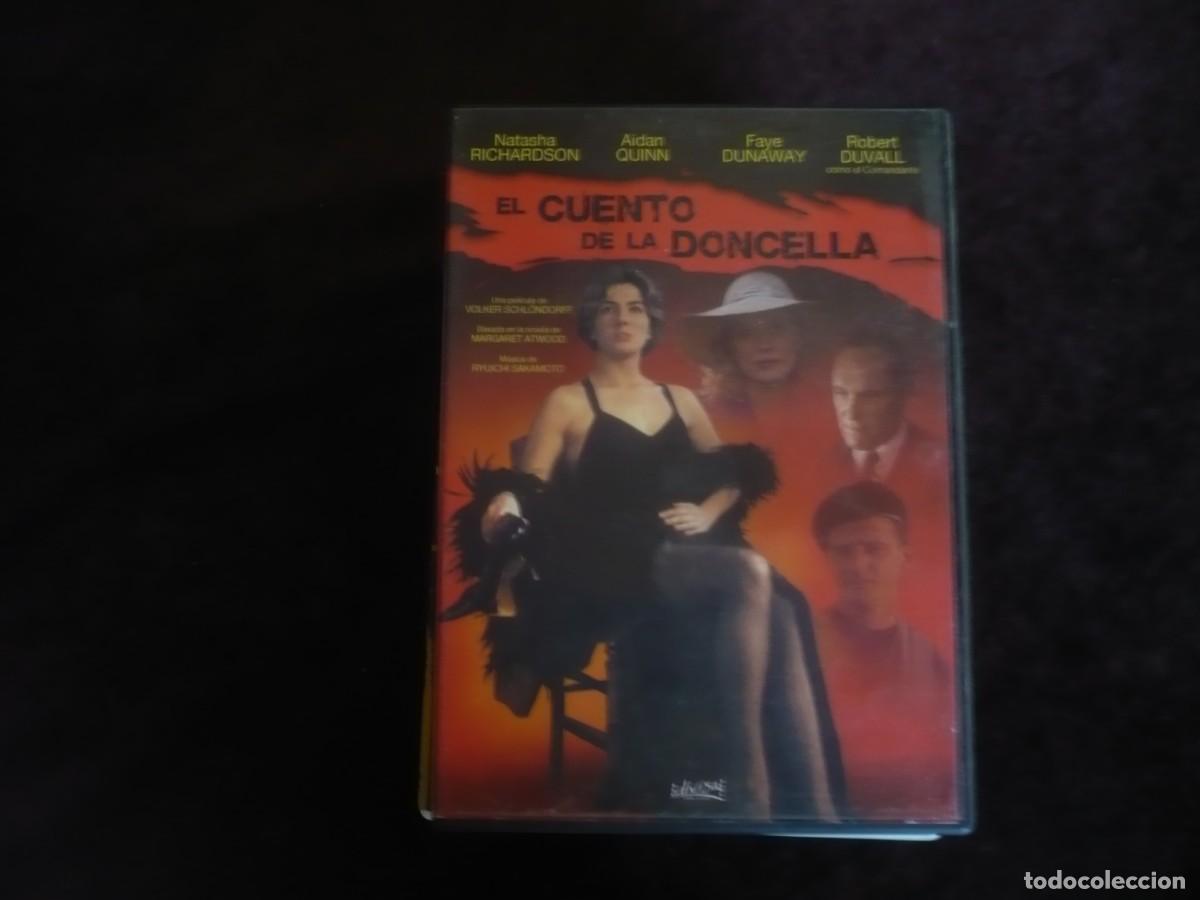 Natasha RICHARDSON
Aidan QUINN
Faye DUNAWAY
Robert DUVALL
como el Comandante
EL CUENTO
DE LA DONCELLA
Una película de
VOLKER SCHLÖNDORFF
Basada en la novela de
MARGARET ATWOOD
Música de
RYUICHI SAKAMOTO
divisa
todocoleccion